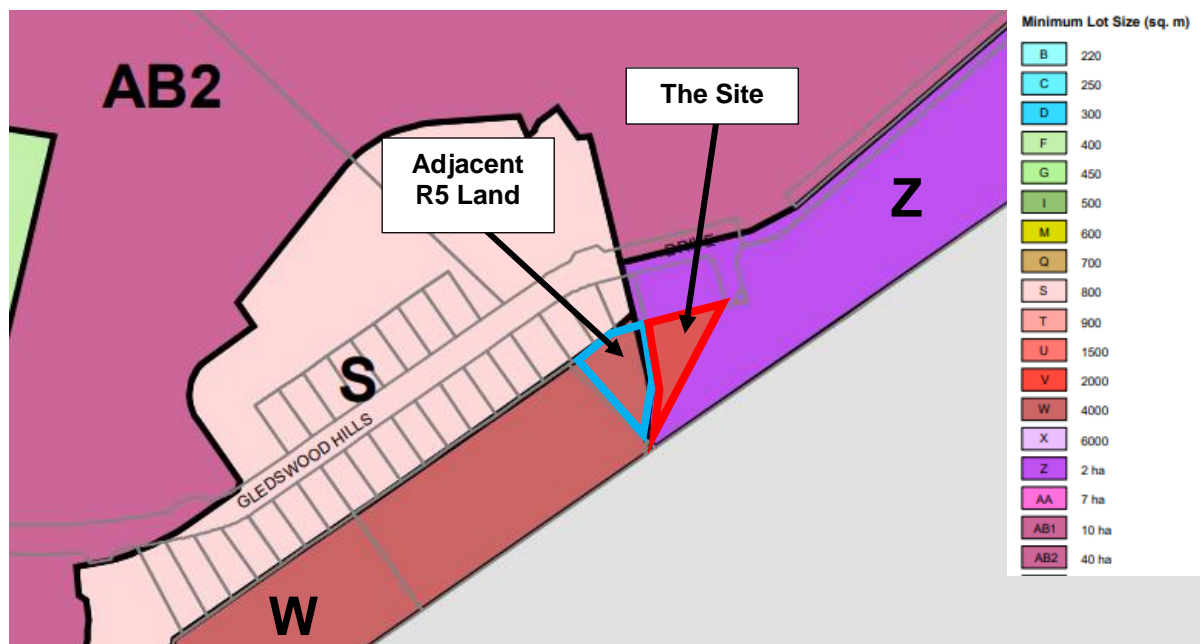 AB2
The Site
Adjacent
R5 Land
Z
DRIVE
S
GLEDSWOOD HILLS
W
Minimum Lot Size (sq. m)
B 220
C 250
D 300
F 400
G 450
I 500
M 600
Q 700
S 800
T 900
U 1500
V 2000
W 4000
X 6000
Z 2 ha
AA 7 ha
AB1 10 ha
AB2 40 ha